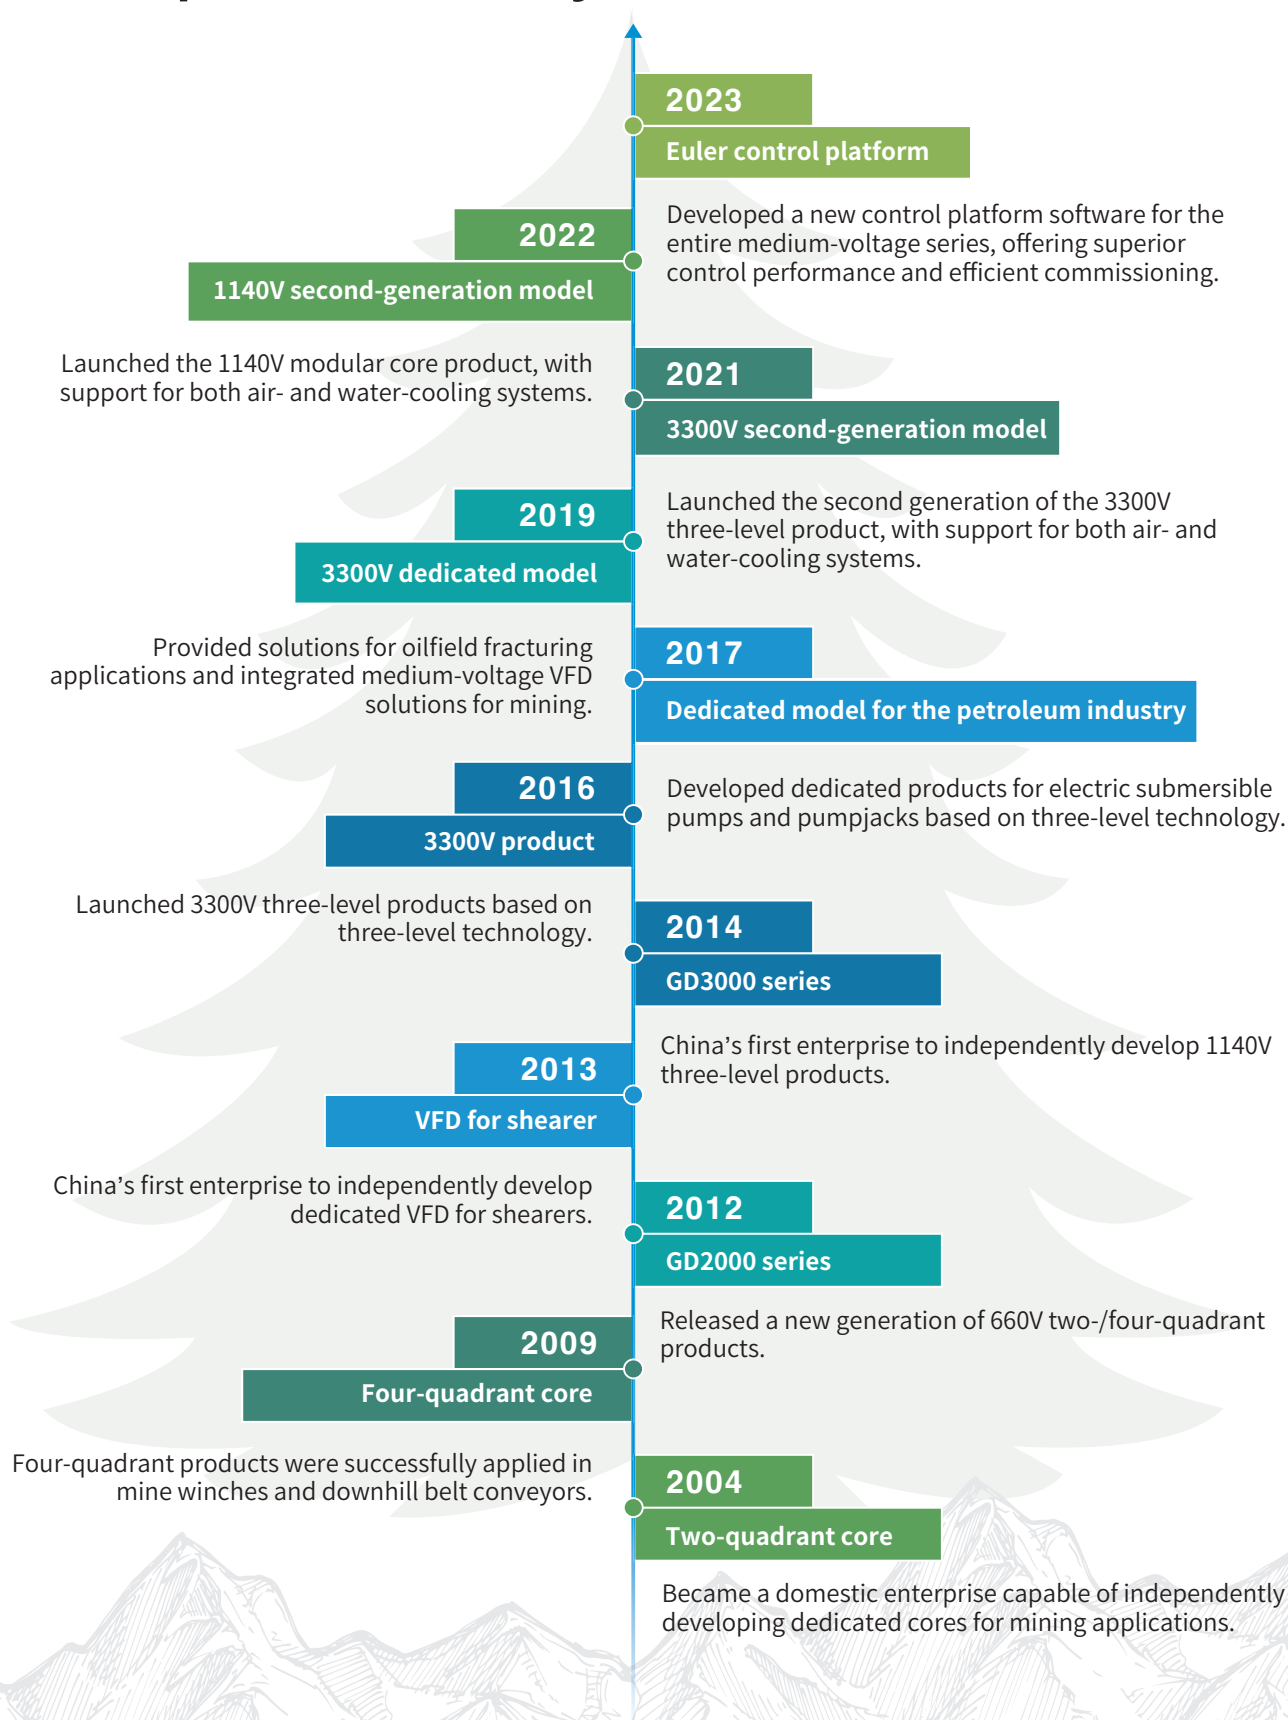 2023
Euler control platform
Developed a new control platform software for the
entire medium-voltage series, offering superior
control performance and efficient commissioning.
2022
1140V second-generation model
Launched the 1140V modular core product, with
support for both air- and water-cooling systems.
2021
3300V second-generation model
Launched the second generation of the 3300V
three-level product, with support for both air- and
water-cooling systems.
2019
3300V dedicated model
Provided solutions for oilfield fracturing
applications and integrated medium-voltage VFD
solutions for mining.
2017
Dedicated model for the petroleum industry
Developed dedicated products for electric submersible
pumps and pumpjacks based on three-level technology.
2016
3300V product
Launched 3300V three-level products based on
three-level technology.
2014
GD3000 series
China’s first enterprise to independently develop 1140V
three-level products.
2013
VFD for shearer
China’s first enterprise to independently develop
dedicated VFD for shearers.
2012
GD2000 series
Released a new generation of 660V two-/four-quadrant
products.
2009
Four-quadrant core
Four-quadrant products were successfully applied in
mine winches and downhill belt conveyors.
2004
Two-quadrant core
Became a domestic enterprise capable of independently
developing dedicated cores for mining applications.